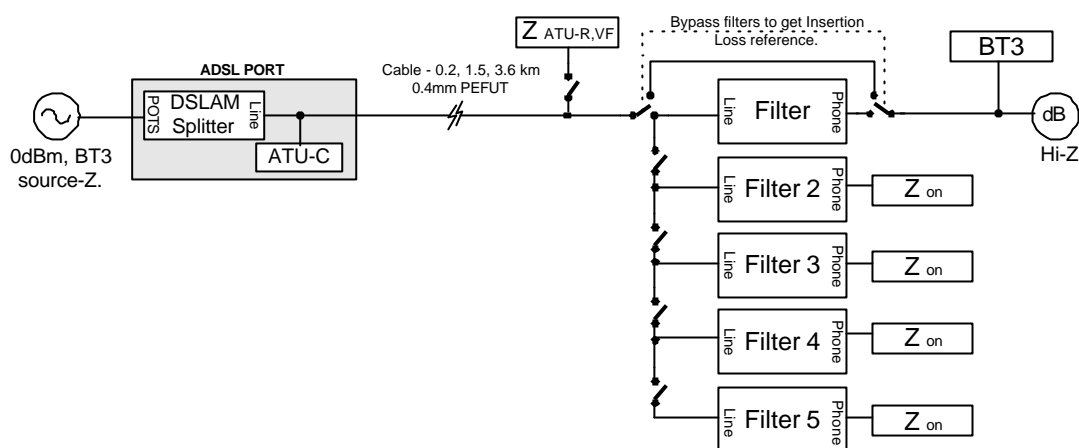 Z ATU-R,VF
Bypass filters to get Insertion
Loss reference.
BT3
ADSL PORT
Cable - 0.2, 1.5, 3.6 km
0.4mm PEFUT
POTS
DSLAM
Splitter
Line
ATU-C
0dBm, BT3
source-Z.
Line
Filter
Phone
dB
Hi-Z
Line
Filter 2
Phone
Z on
Line
Filter 3
Phone
Z on
Line
Filter 4
Phone
Z on
Line
Filter 5
Phone
Z on